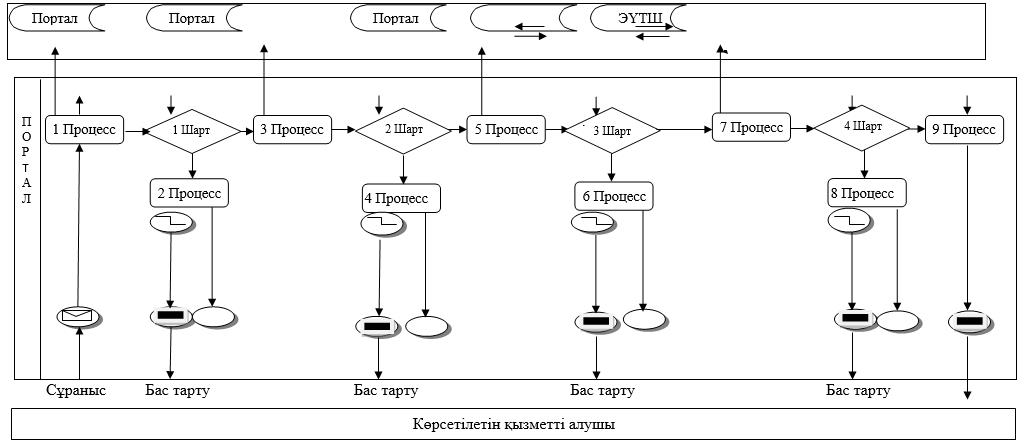 Портал
Портал
Портал
ЭҮТШ
ПОРТАЛ
1 Процесс
1 Шарт
3 Процесс
2 Шарт
5 Процесс
3 Шарт
7 Процесс
4 Шарт
9 Процесс
2 Процесс
4 Процесс
6 Процесс
8 Процесс
Сұраныс
Бас тарту
Бас тарту
Бас тарту
Бас тарту
Көрсетілетін қызметті алушы